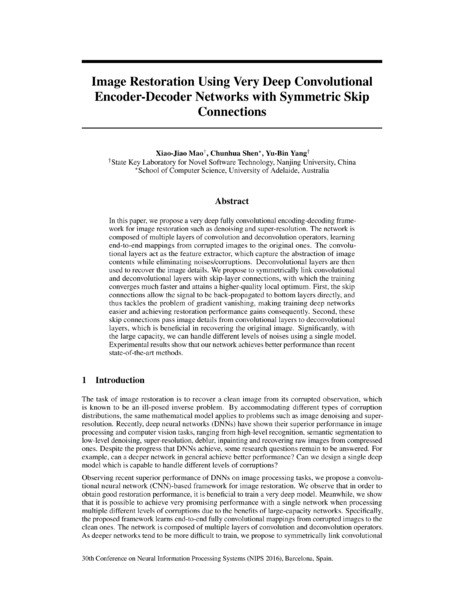 Image Restoration Using Very Deep Convolutional
Encoder-Decoder Networks with Symmetric Skip
Connections
Xiao-Jiao Mao†, Chunhua Shen⋆, Yu-Bin Yang†
†State Key Laboratory for Novel Software Technology, Nanjing University, China
⋆School of Computer Science, University of Adelaide, Australia
Abstract
In this paper, we propose a very deep fully convolutional encoding-decoding frame-
work for image restoration such as denoising and super-resolution. The network is
composed of multiple layers of convolution and deconvolution operators, learning
end-to-end mappings from corrupted images to the original ones. The convolu-
tional layers act as the feature extractor, which capture the abstraction of image
contents while eliminating noises/corruptions. Deconvolutional layers are then
used to recover the image details. We propose to symmetrically link convolutional
and deconvolutional layers with skip-layer connections, with which the training
converges much faster and attains a higher-quality local optimum. First, the skip
connections allow the signal to be back-propagated to bottom layers directly, and
thus tackles the problem of gradient vanishing, making training deep networks
easier and achieving restoration performance gains consequently. Second, these
skip connections pass image details from convolutional layers to deconvolutional
layers, which is beneficial in recovering the original image. Significantly, with
the large capacity, we can handle different levels of noises using a single model.
Experimental results show that our network achieves better performance than recent
state-of-the-art methods.
1 Introduction
The task of image restoration is to recover a clean image from its corrupted observation, which
is known to be an ill-posed inverse problem. By accommodating different types of corruption
distributions, the same mathematical model applies to problems such as image denoising and super-
resolution. Recently, deep neural networks (DNNs) have shown their superior performance in image
processing and computer vision tasks, ranging from high-level recognition, semantic segmentation to
low-level denoising, super-resolution, deblur, inpainting and recovering raw images from compressed
ones. Despite the progress that DNNs achieve, some research questions remain to be answered. For
example, can a deeper network in general achieve better performance? Can we design a single deep
model which is capable to handle different levels of corruptions?
Observing recent superior performance of DNNs on image processing tasks, we propose a convolu-
tional neural network (CNN)-based framework for image restoration. We observe that in order to
obtain good restoration performance, it is beneficial to train a very deep model. Meanwhile, we show
that it is possible to achieve very promising performance with a single network when processing
multiple different levels of corruptions due to the benefits of large-capacity networks. Specifically,
the proposed framework learns end-to-end fully convolutional mappings from corrupted images to the
clean ones. The network is composed of multiple layers of convolution and deconvolution operators.
As deeper networks tend to be more difficult to train, we propose to symmetrically link convolutional
30th Conference on Neural Information Processing Systems (NIPS 2016), Barcelona, Spain.